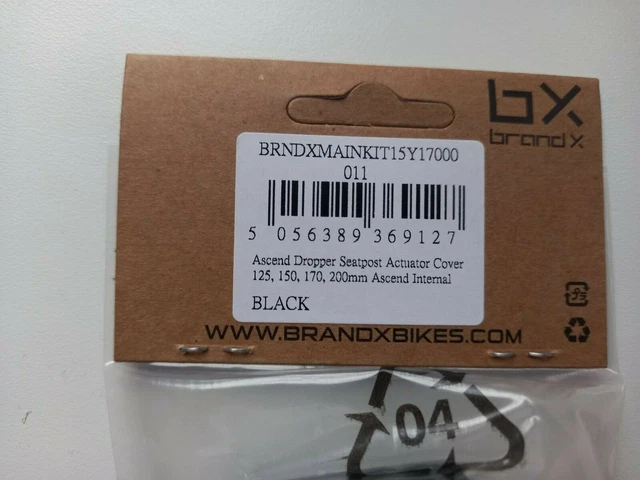 bx
brand x
BRNDXMAINKIT15Y17000
011
5 056389 369127
Ascend Dropper Seatpost Actuator Cover
125, 150, 170, 200mm Ascend Internal
BLACK
WWW.BRANDXBIKES.COM
04